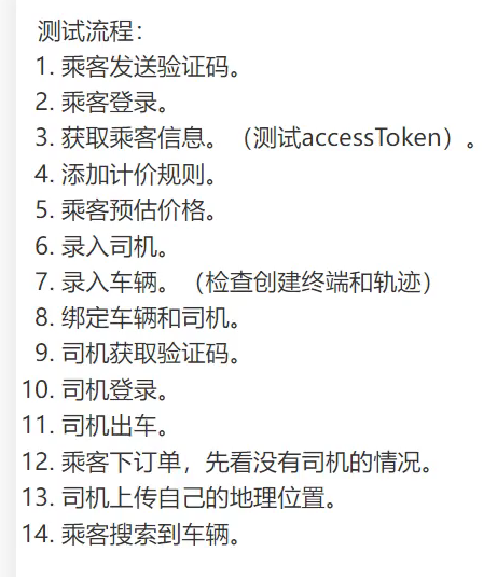 测试流程：
1. 乘客发送验证码。
2. 乘客登录。
3. 获取乘客信息。（测试accessToken）。
4. 添加计价规则。
5. 乘客预估价格。
6. 录入司机。
7. 录入车辆。（检查创建终端和轨迹）
8. 绑定车辆和司机。
9. 司机获取验证码。
10. 司机登录。
11. 司机出车。
12. 乘客下订单，先看没有司机的情况。
13. 司机上传自己的地理位置。
14. 乘客搜索到车辆。